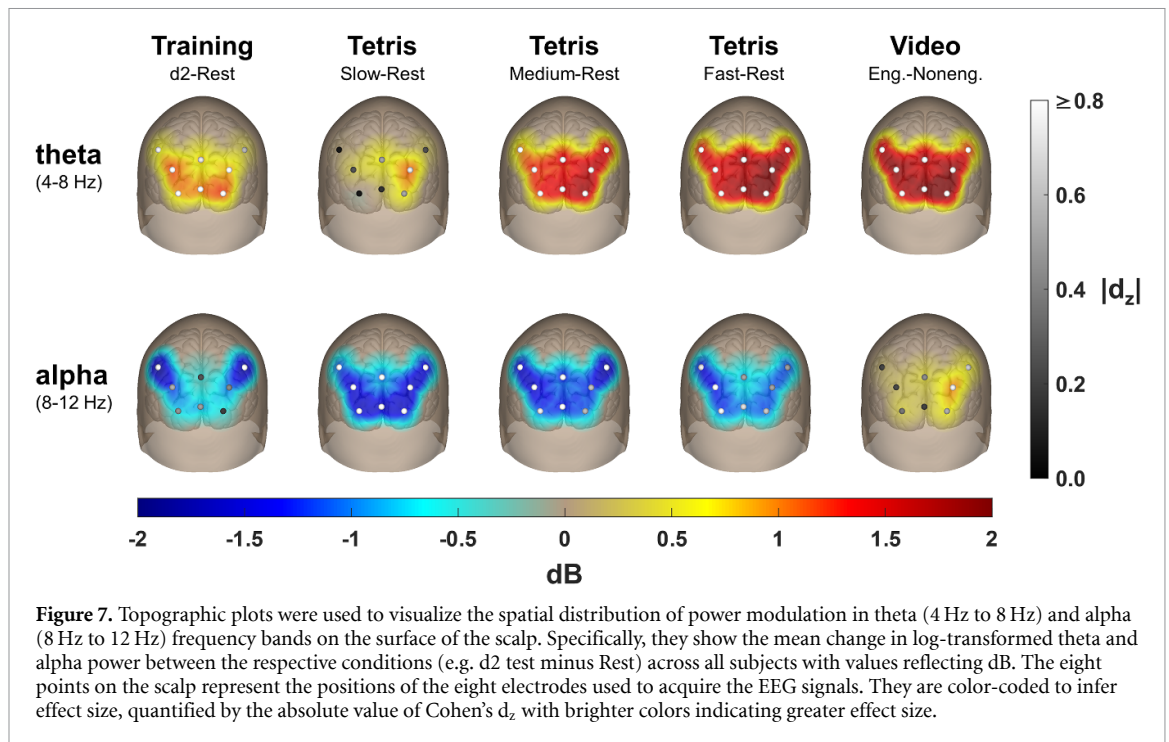 Training Tetris Tetris Tetris Video
d2-Rest Slow-Rest Medium-Rest Fast-Rest Eng.-Noneng.
≥ 0.8
theta
(4-8 Hz)
0.6
0.4 |dz|
alpha
(8-12 Hz)
0.2
0.0
-2 -1.5 -1 -0.5 0 0.5 1 1.5 2
dB
Figure 7. Topographic plots were used to visualize the spatial distribution of power modulation in theta (4 Hz to 8 Hz) and alpha
(8 Hz to 12 Hz) frequency bands on the surface of the scalp. Specifically, they show the mean change in log-transformed theta and
alpha power between the respective conditions (e.g. d2 test minus Rest) across all subjects with values reflecting dB. The eight
points on the scalp represent the positions of the eight electrodes used to acquire the EEG signals. They are color-coded to infer
effect size, quantified by the absolute value of Cohen's dz with brighter colors indicating greater effect size.